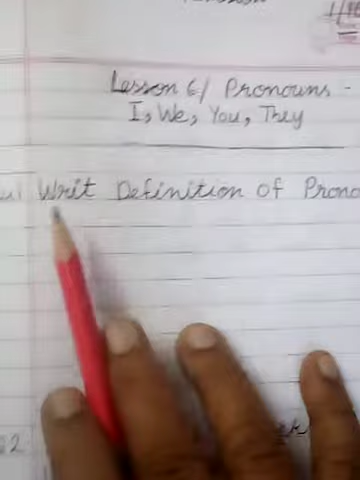 Lesson 6/ Pronouns -
I, We, You, They
Writ Definition Of Prono